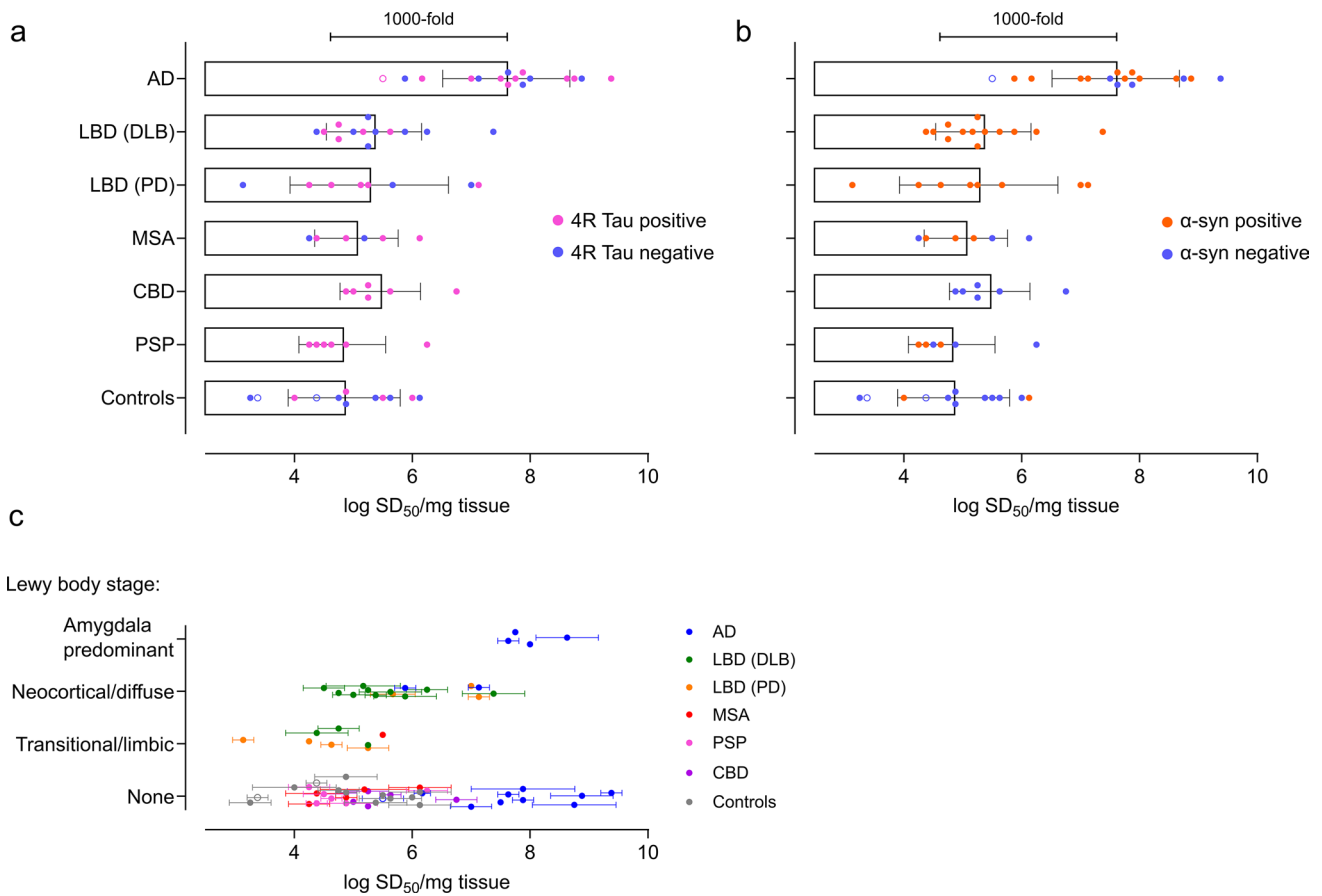 a
1000-fold
AD
LBD (DLB)
LBD (PD)
MSA
CBD
PSP
Controls
4R Tau positive
4R Tau negative
4 6 8 10
log SD50/mg tissue
b
1000-fold
α-syn positive
α-syn negative
4 6 8 10
log SD50/mg tissue
c
Lewy body stage:
Amygdala
predominant
Neocortical/diffuse
Transitional/limbic
None
4 6 8 10
log SD50/mg tissue
AD
LBD (DLB)
LBD (PD)
MSA
PSP
CBD
Controls